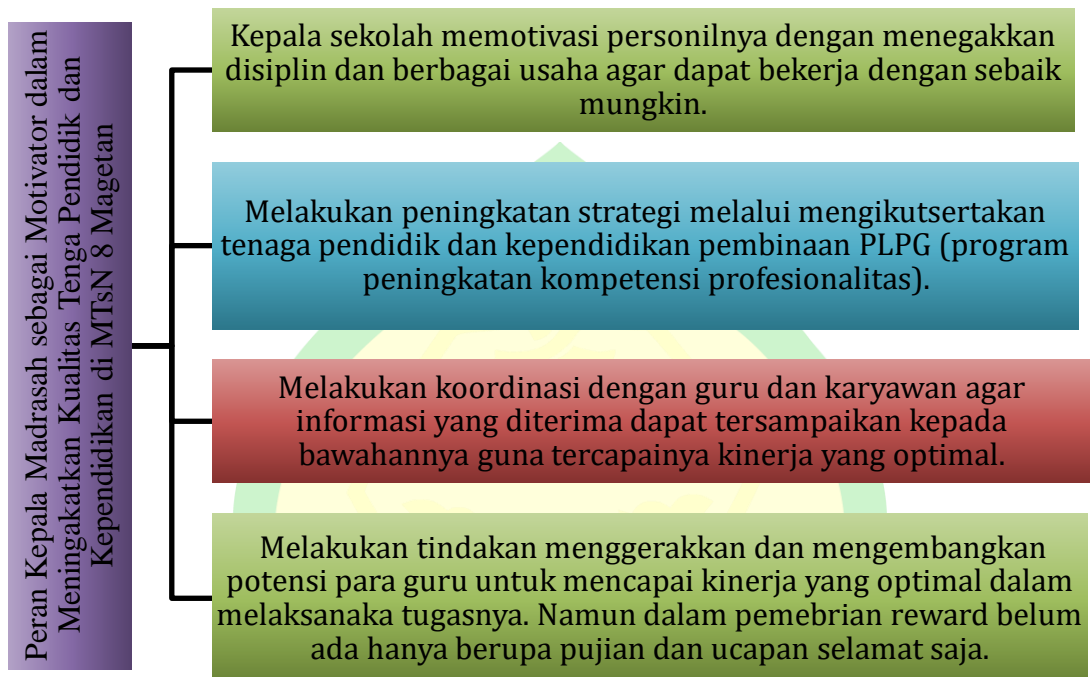 Peran Kepala Madrasah sebagai Motivator dalam
Meningakatkan Kualitas Tenga Pendidik dan
Kependidikan di MTsN 8 Magetan
Kepala sekolah memotivasi personilnya dengan menegakkan
disiplin dan berbagai usaha agar dapat bekerja dengan sebaik
mungkin.
Melakukan peningkatan strategi melalui mengikutsertakan
tenaga pendidik dan kependidikan pembinaan PLPG (program
peningkatan kompetensi profesionalitas).
Melakukan koordinasi dengan guru dan karyawan agar
informasi yang diterima dapat tersampaikan kepada
bawahannya guna tercapainya kinerja yang optimal.
Melakukan tindakan menggerakkan dan mengembangkan
potensi para guru untuk mencapai kinerja yang optimal dalam
melaksanaka tugasnya. Namun dalam pemebrian reward belum
ada hanya berupa pujian dan ucapan selamat saja.